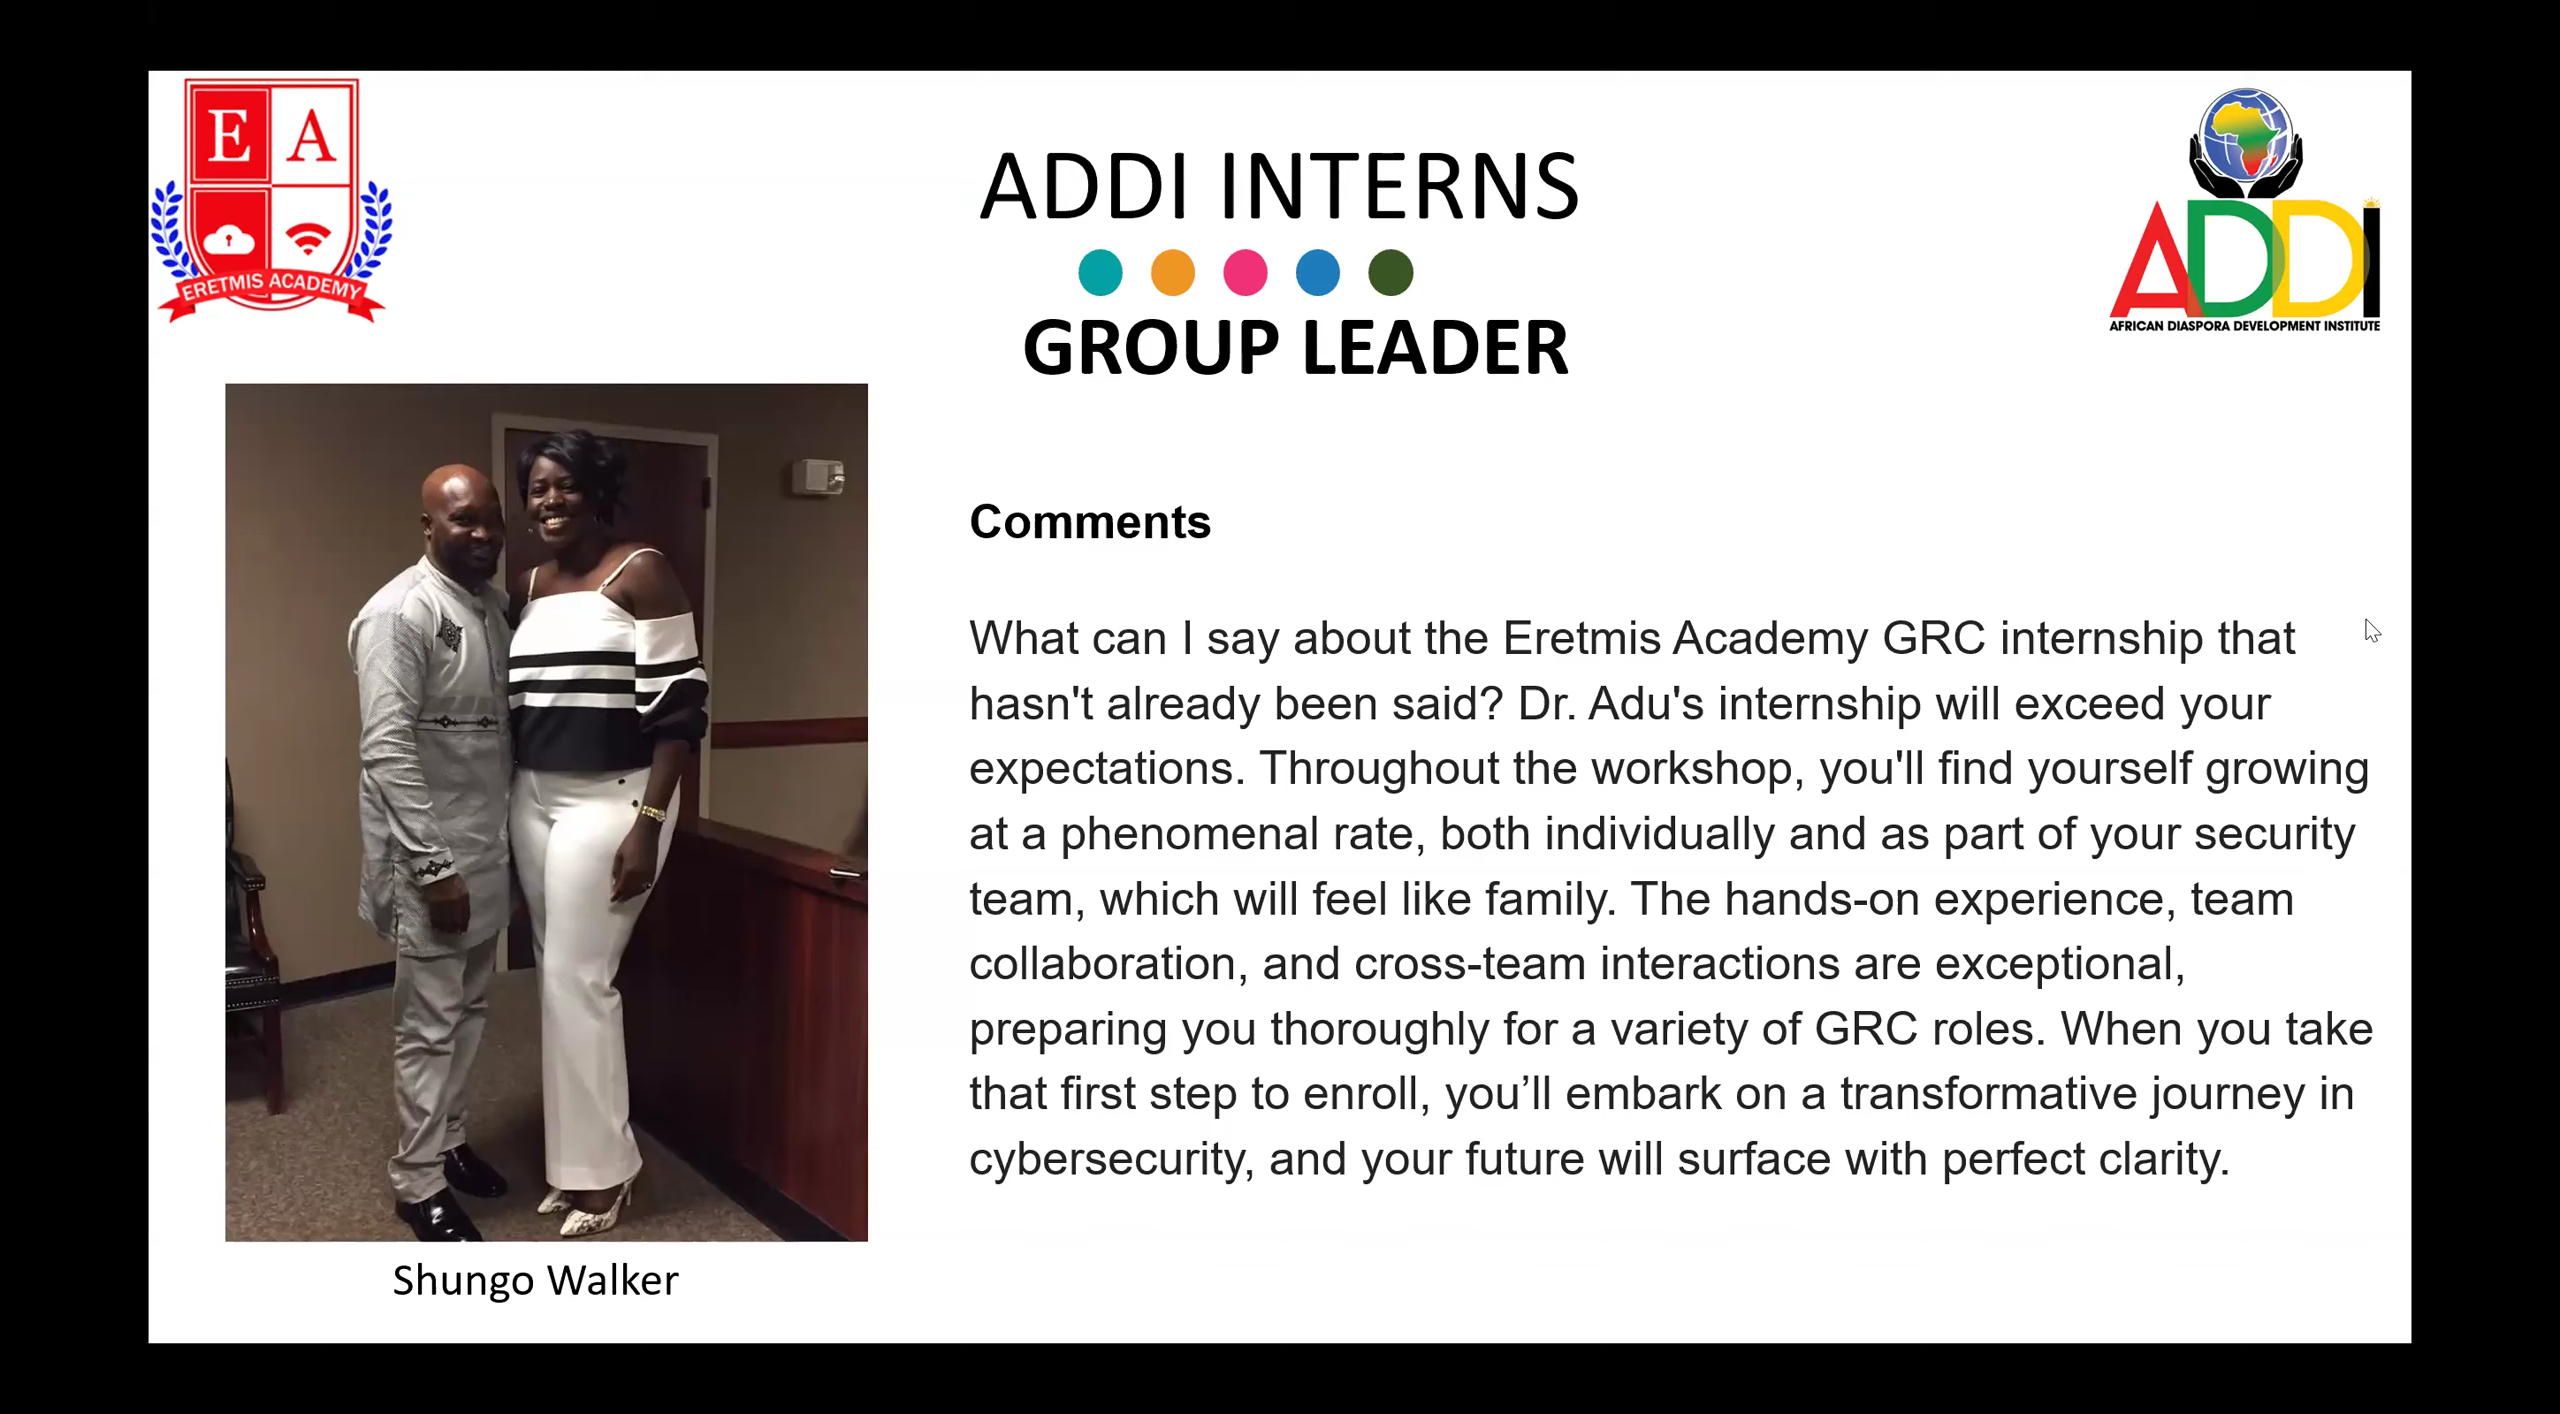 E A
ERETMIS ACADEMY
ADDI INTERNS
GROUP LEADER
ADDI
AFRICAN DIASPORA DEVELOPMENT INSTITUTE
Comments
What can I say about the Eretmis Academy GRC internship that
hasn't already been said? Dr. Adu's internship will exceed your
expectations. Throughout the workshop, you'll find yourself growing
at a phenomenal rate, both individually and as part of your security
team, which will feel like family. The hands-on experience, team
collaboration, and cross-team interactions are exceptional,
preparing you thoroughly for a variety of GRC roles. When you take
that first step to enroll, you’ll embark on a transformative journey in
cybersecurity, and your future will surface with perfect clarity.
Shungo Walker